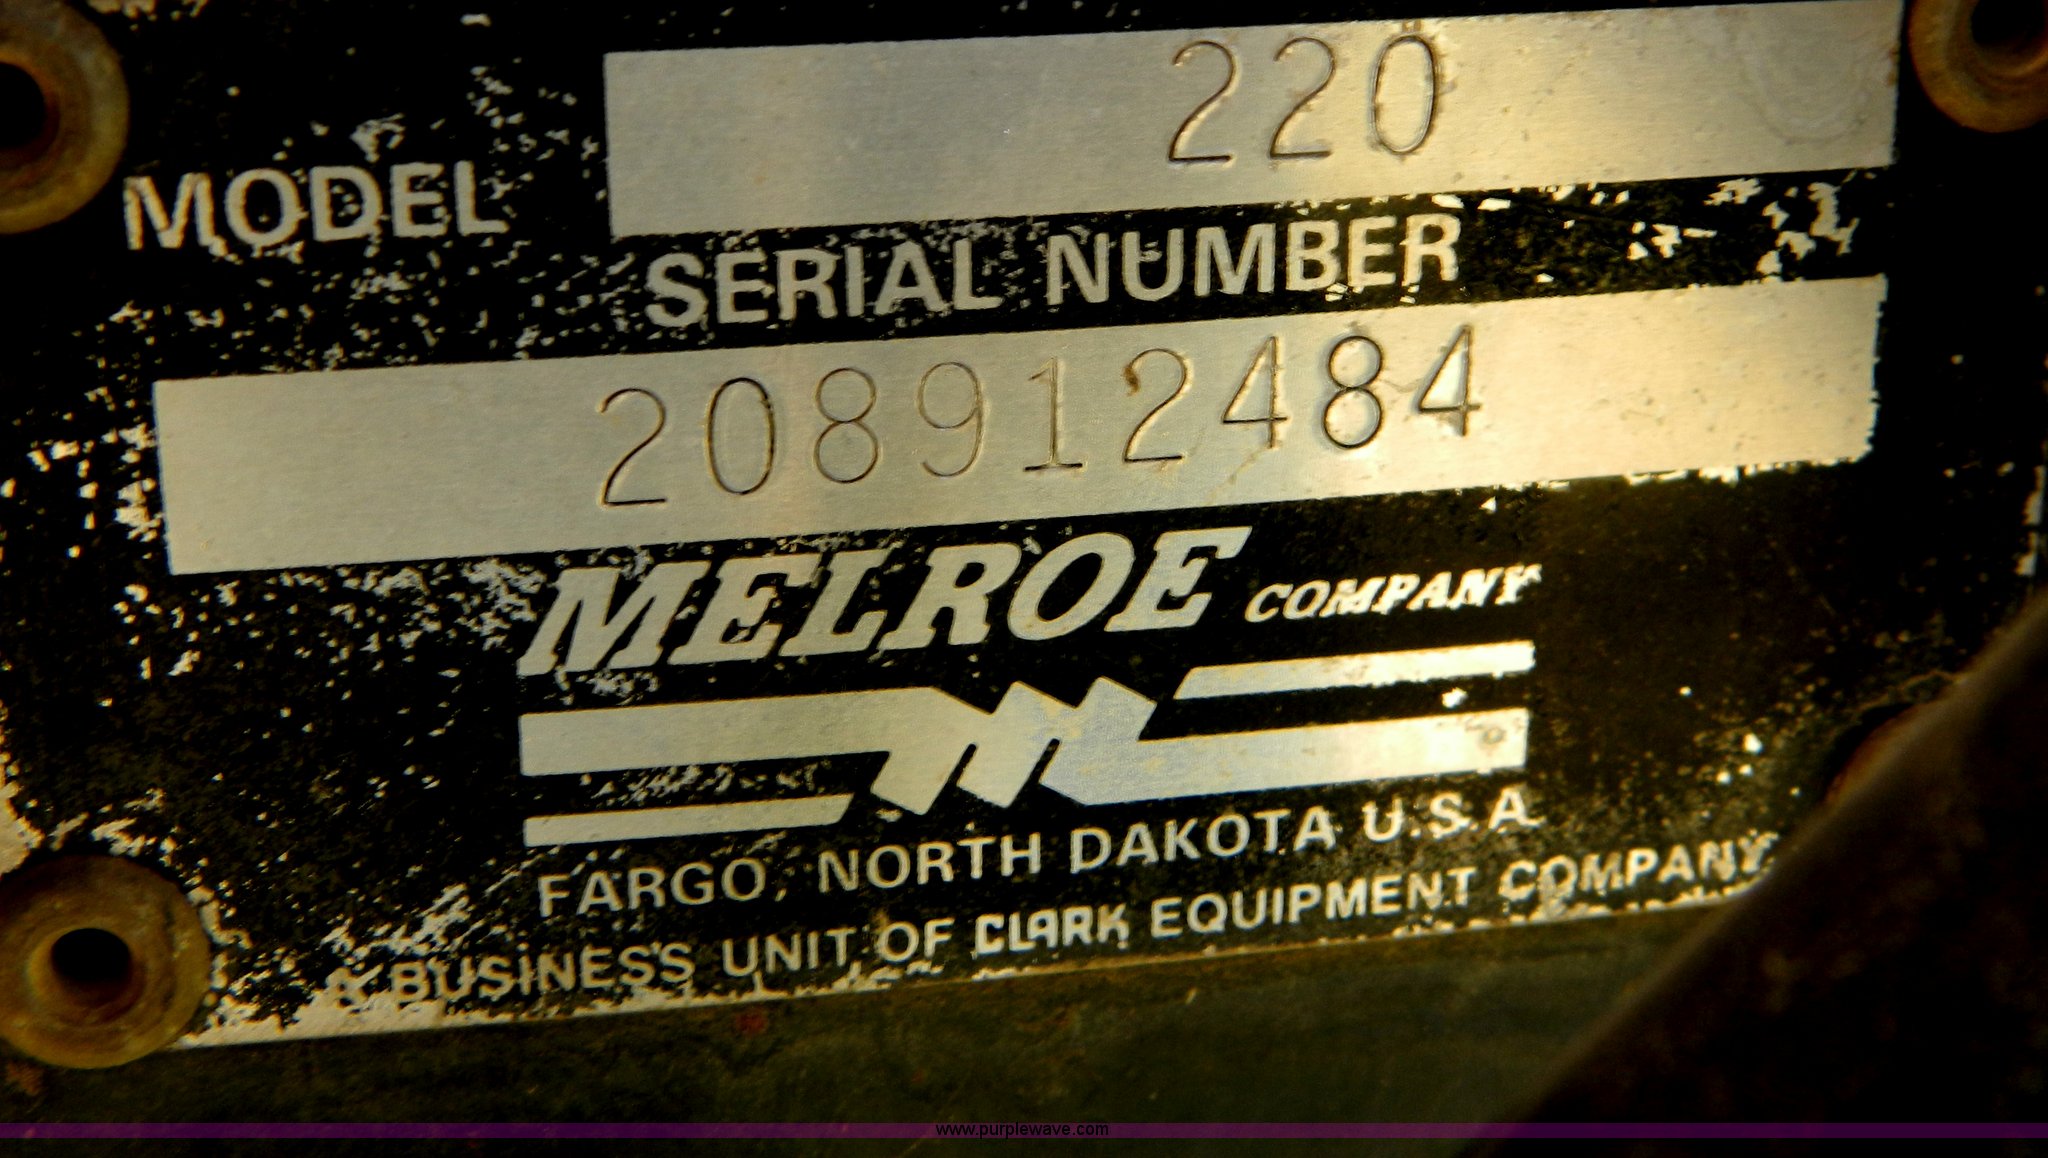 MODEL 220
SERIAL NUMBER
208912484
MELROE COMPANY
FARGO, NORTH DAKOTA U.S.A.
A BUSINESS UNIT OF CLARK EQUIPMENT COMPANY
www.purplewave.com